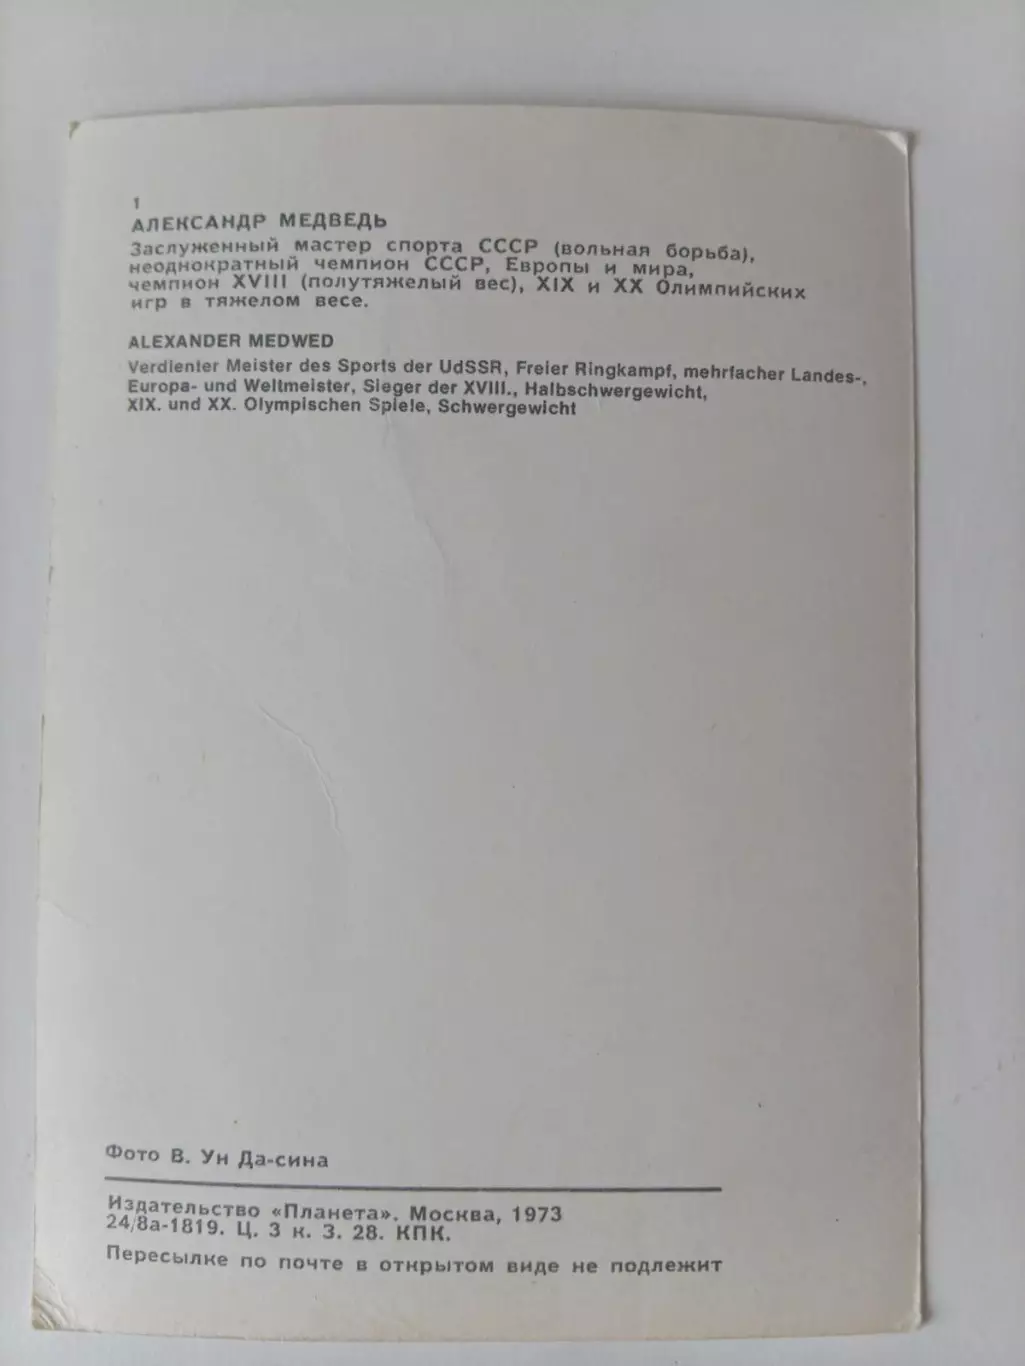 1
АЛЕКСАНДР МЕДВЕДЬ
Заслуженный мастер спорта СССР (вольная борьба),
неоднократный чемпион СССР, Европы и мира,
чемпион XVIII (полутяжелый вес), XIX и XX Олимпийских
игр в тяжелом весе.
ALEXANDER MEDWED
Verdienter Meister des Sports der UdSSR, Freier Ringkampf, mehrfacher Landes-,
Europa- und Weltmeister, Sieger der XVIII., Halbschwergewicht,
XIX. und XX. Olympischen Spiele, Schwergewicht
Фото В. Ун Да-сина
Издательство «Планета». Москва, 1973
24/8а-1819. Ц. 3 к. З. 28. КПК.
Пересылке по почте в открытом виде не подлежит